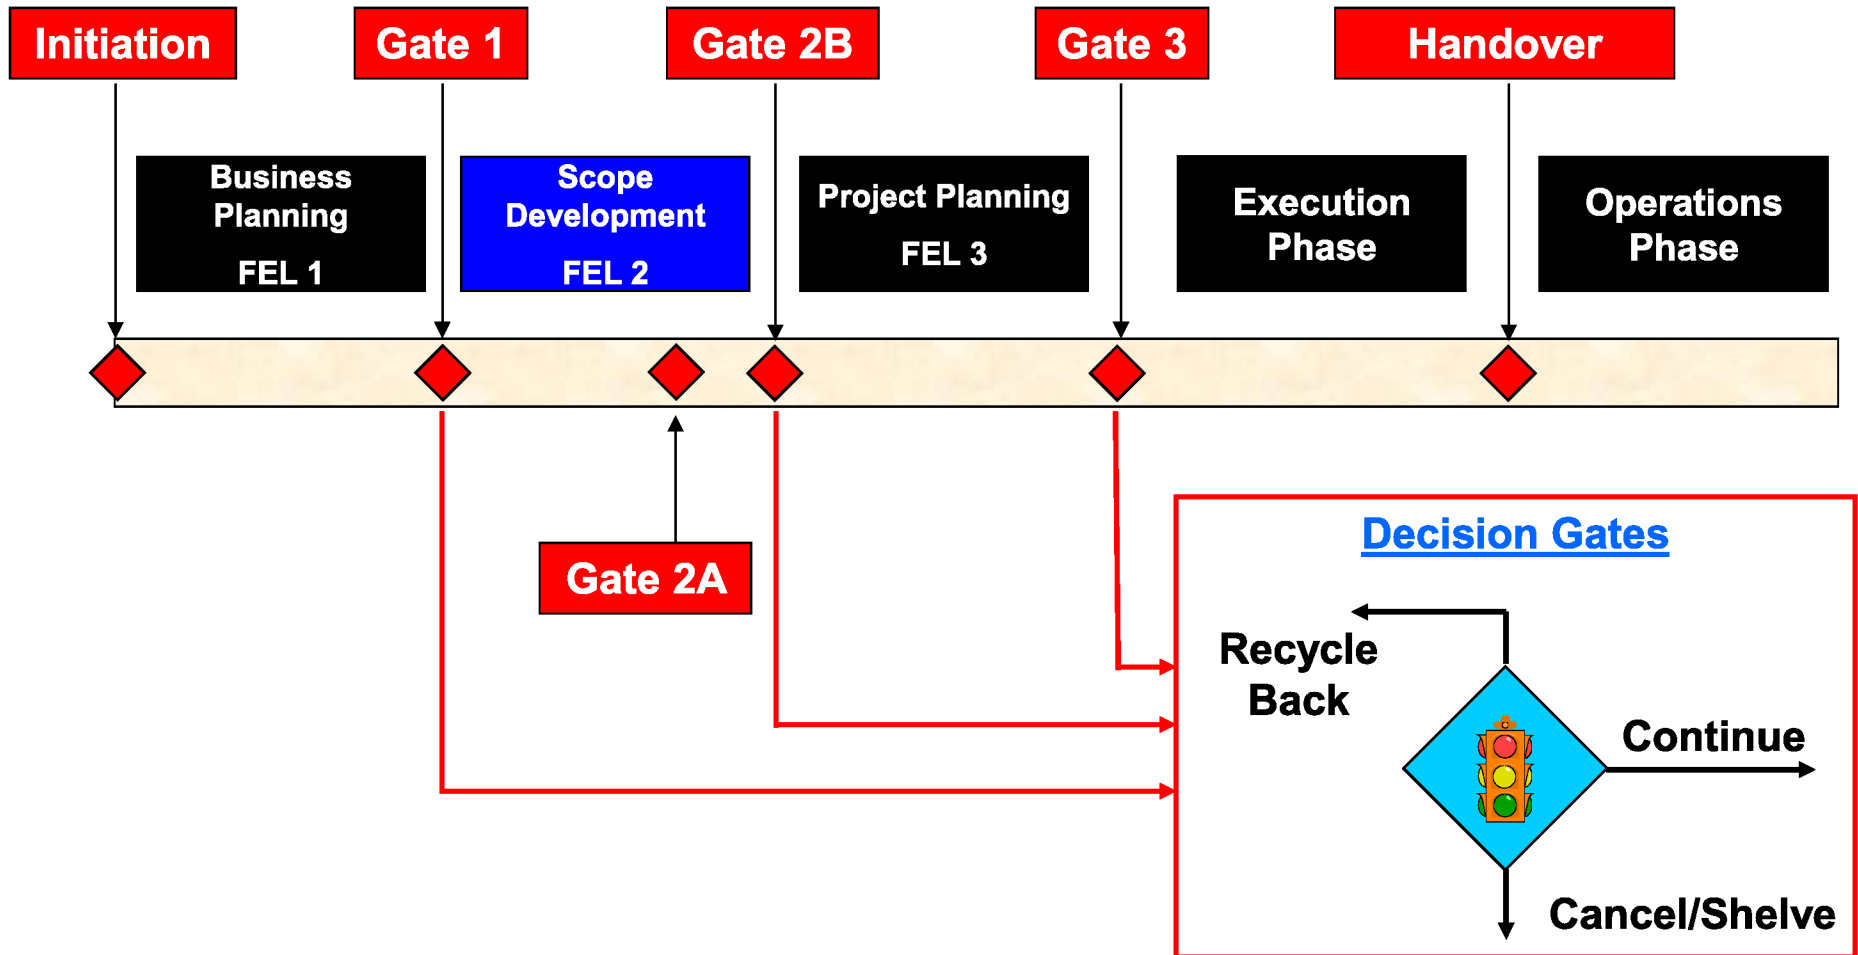 Initiation
Gate 1
Gate 2B
Gate 3
Handover
Business
Planning
FEL 1
Scope
Development
FEL 2
Project Planning
FEL 3
Execution
Phase
Operations
Phase
Gate 2A
Decision Gates
Recycle
Back
Continue
Cancel/Shelve